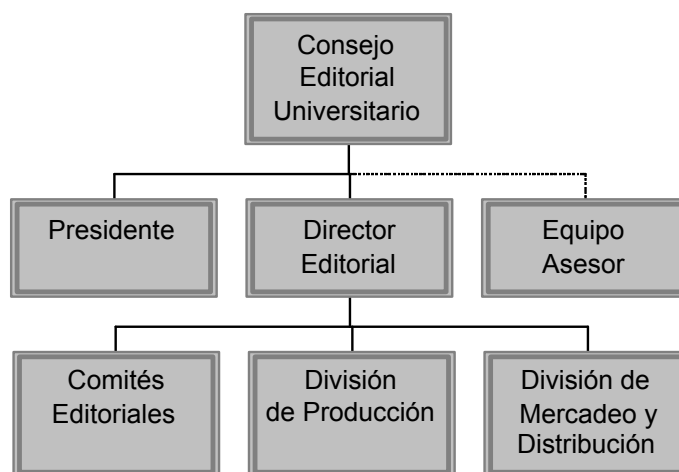 Consejo
Editorial
Universitario
Presidente
Director
Editorial
Equipo
Asesor
Comités
Editoriales
División
de Producción
División de
Mercadeo y
Distribución